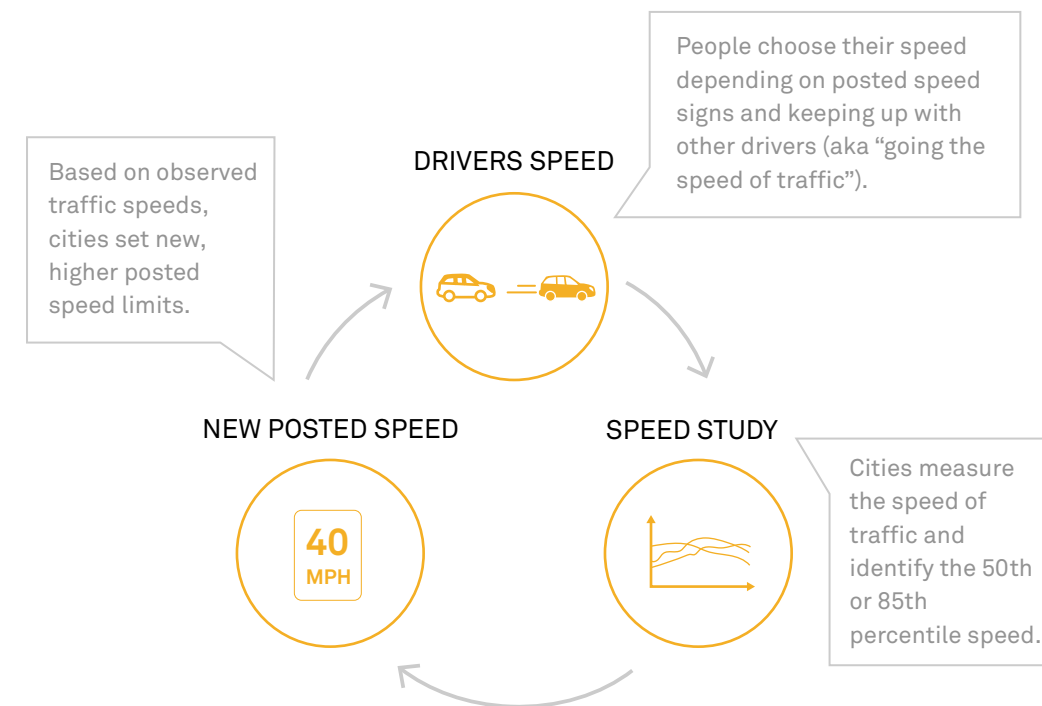 People choose their speed
depending on posted speed
signs and keeping up with
other drivers (aka “going the
speed of traffic”).
DRIVERS SPEED
Based on observed
traffic speeds,
cities set new,
higher posted
speed limits.
NEW POSTED SPEED
40
MPH
SPEED STUDY
Cities measure
the speed of
traffic and
identify the 50th
or 85th
percentile speed.